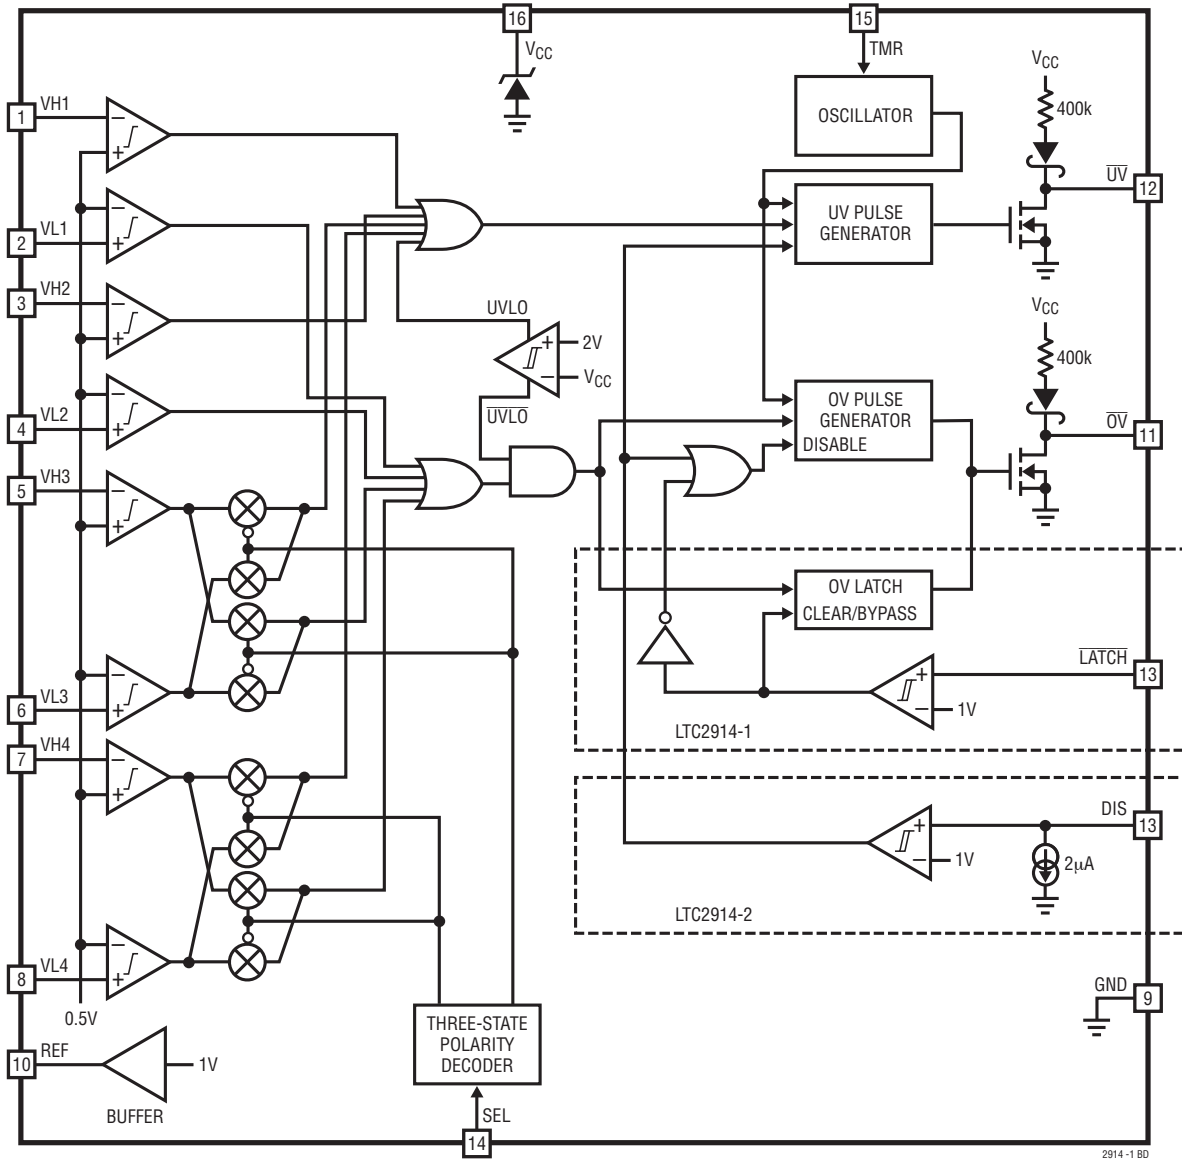 16
15
VCC
TMR
VCC
1
VH1
−
+
OSCILLATOR
400k
UV
12
2
VL1
−
+
UV PULSE
GENERATOR
3
VH2
−
+
UVLO
+
2V
−
VCC
UVLO
VCC
400k
4
VL2
−
+
OV PULSE
GENERATOR
DISABLE
OV
11
5
VH3
−
+
OV LATCH
CLEAR/BYPASS
6
VL3
−
+
LATCH
13
+
−
1V
LTC2914-1
7
VH4
−
+
DIS
13
+
−
1V
2µA
LTC2914-2
8
VL4
−
+
0.5V
GND
9
10
REF
1V
BUFFER
THREE-STATE
POLARITY
DECODER
SEL
14
2914 -1 BD